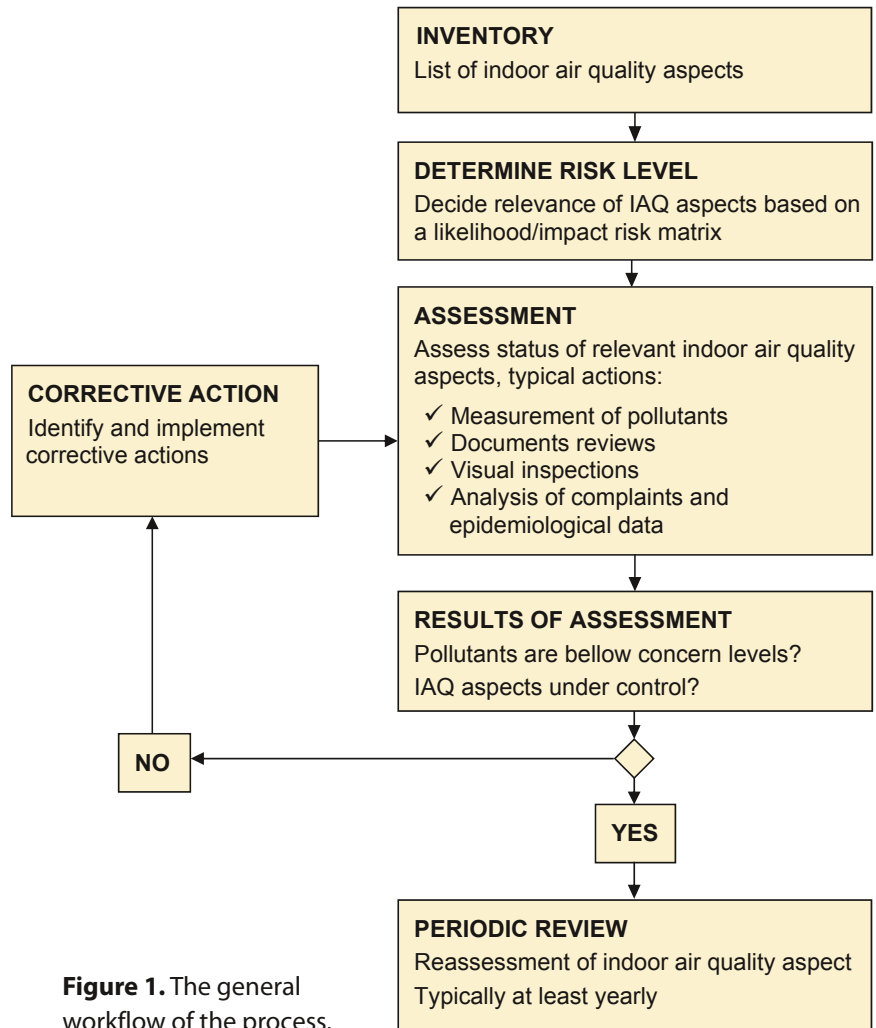 INVENTORY
List of indoor air quality aspects
DETERMINE RISK LEVEL
Decide relevance of IAQ aspects based on
a likelihood/impact risk matrix
ASSESSMENT
Assess status of relevant indoor air quality
aspects, typical actions:
✓ Measurement of pollutants
✓ Documents reviews
✓ Visual inspections
✓ Analysis of complaints and
epidemiological data
CORRECTIVE ACTION
Identify and implement
corrective actions
RESULTS OF ASSESSMENT
Pollutants are bellow concern levels?
IAQ aspects under control?
NO
YES
PERIODIC REVIEW
Reassessment of indoor air quality aspect
Typically at least yearly
Figure 1. The general
workflow of the process.